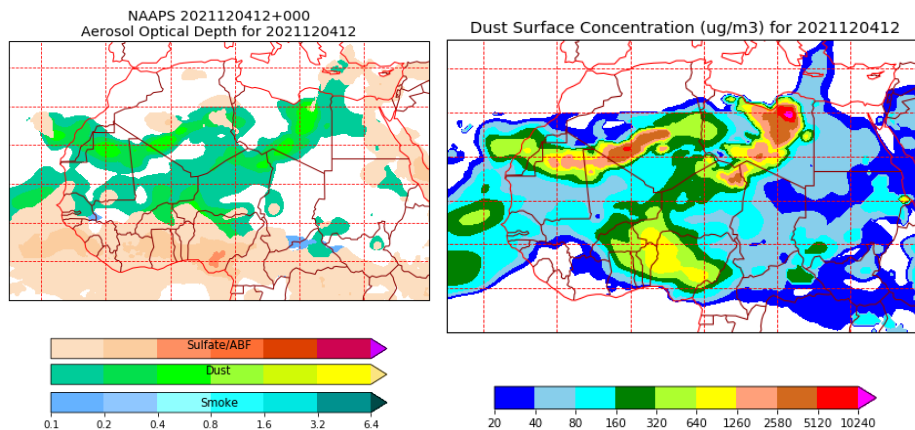 NAAPS 2021120412+000
Aerosol Optical Depth for 2021120412
Dust Surface Concentration (ug/m3) for 2021120412
Sulfate/ABF
Dust
Smoke
0.1 0.2 0.4 0.8 1.6 3.2 6.4
20 40 80 160 320 640 1260 2580 5120 10240